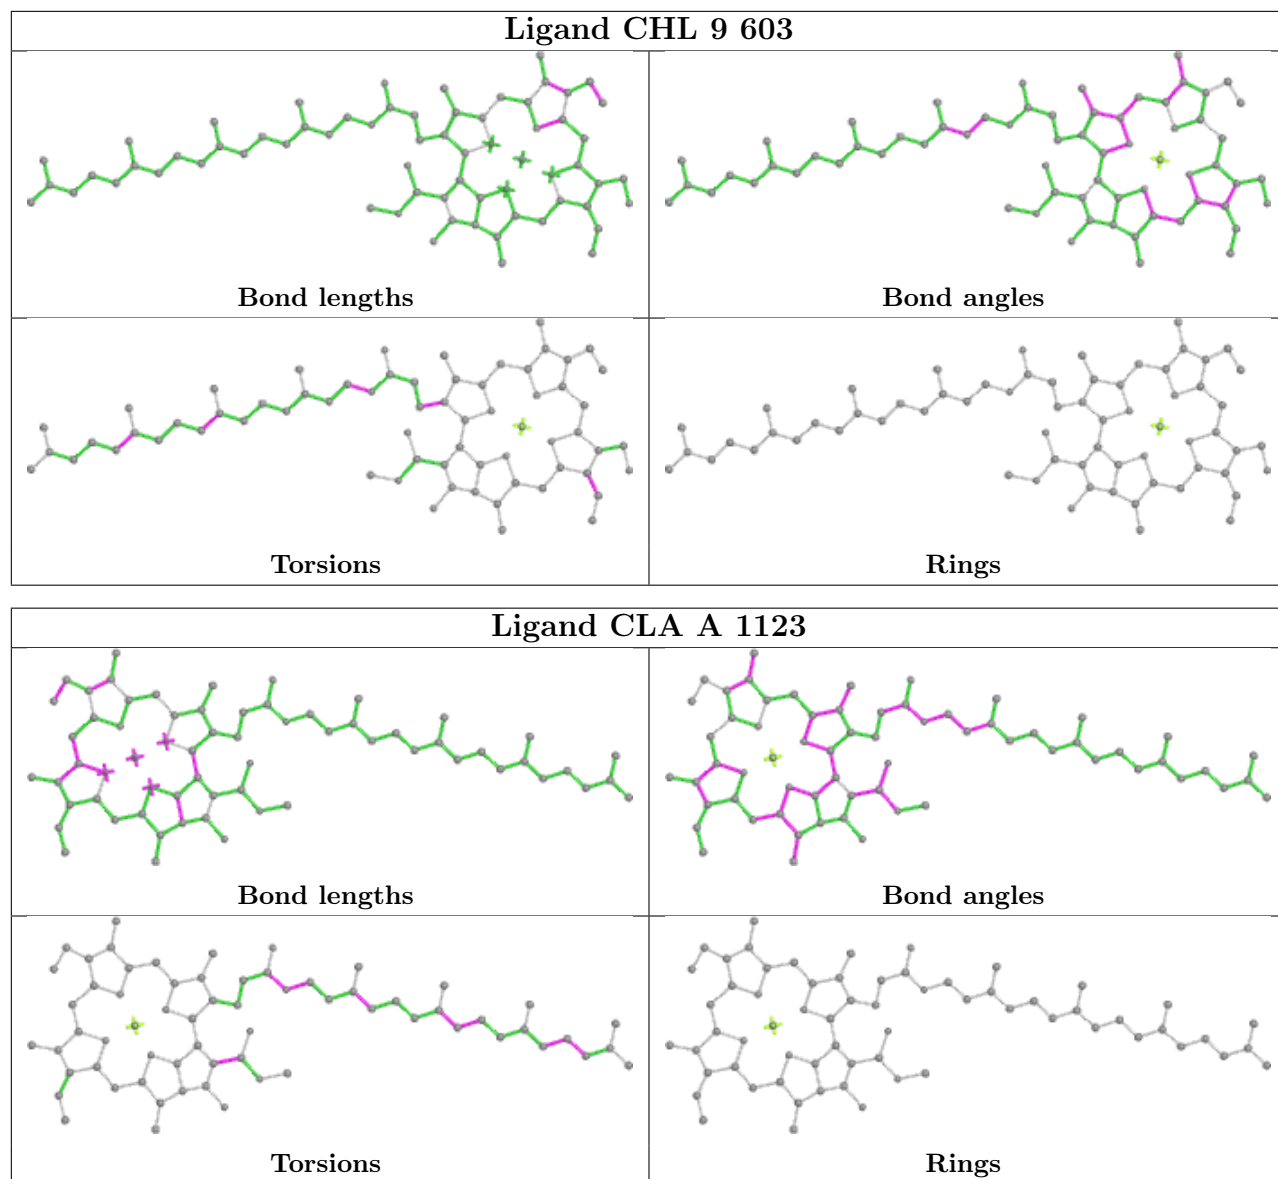 Ligand CHL 9 603
Bond lengths
Bond angles
Torsions
Rings
Ligand CLA A 1123
Bond lengths
Bond angles
Torsions
Rings